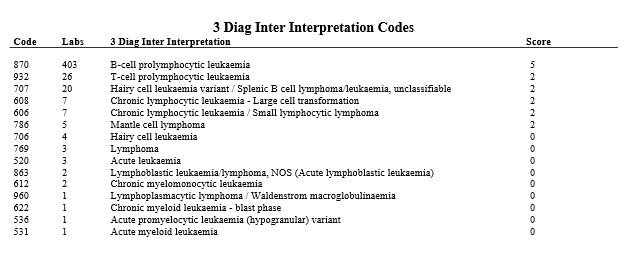 3 Diag Inter Interpretation Codes
Code Labs 3 Diag Inter Interpretation Score
870 403 B-cell prolymphocytic leukaemia 5
932 26 T-cell prolymphocytic leukaemia 2
707 20 Hairy cell leukaemia variant / Splenic B cell lymphoma/leukaemia, unclassifiable 2
608 7 Chronic lymphocytic leukaemia - Large cell transformation 2
606 7 Chronic lymphocytic leukaemia / Small lymphocytic lymphoma 2
786 5 Mantle cell lymphoma 2
706 4 Hairy cell leukaemia 0
769 3 Lymphoma 0
520 3 Acute leukaemia 0
863 2 Lymphoblastic leukaemia/lymphoma, NOS (Acute lymphoblastic leukaemia) 0
612 2 Chronic myelomonocytic leukaemia 0
960 1 Lymphoplasmacytic lymphoma / Waldenstrom macroglobulinaemia 0
622 1 Chronic myeloid leukaemia - blast phase 0
536 1 Acute promyelocytic leukaemia (hypogranular) variant 0
531 1 Acute myeloid leukaemia 0